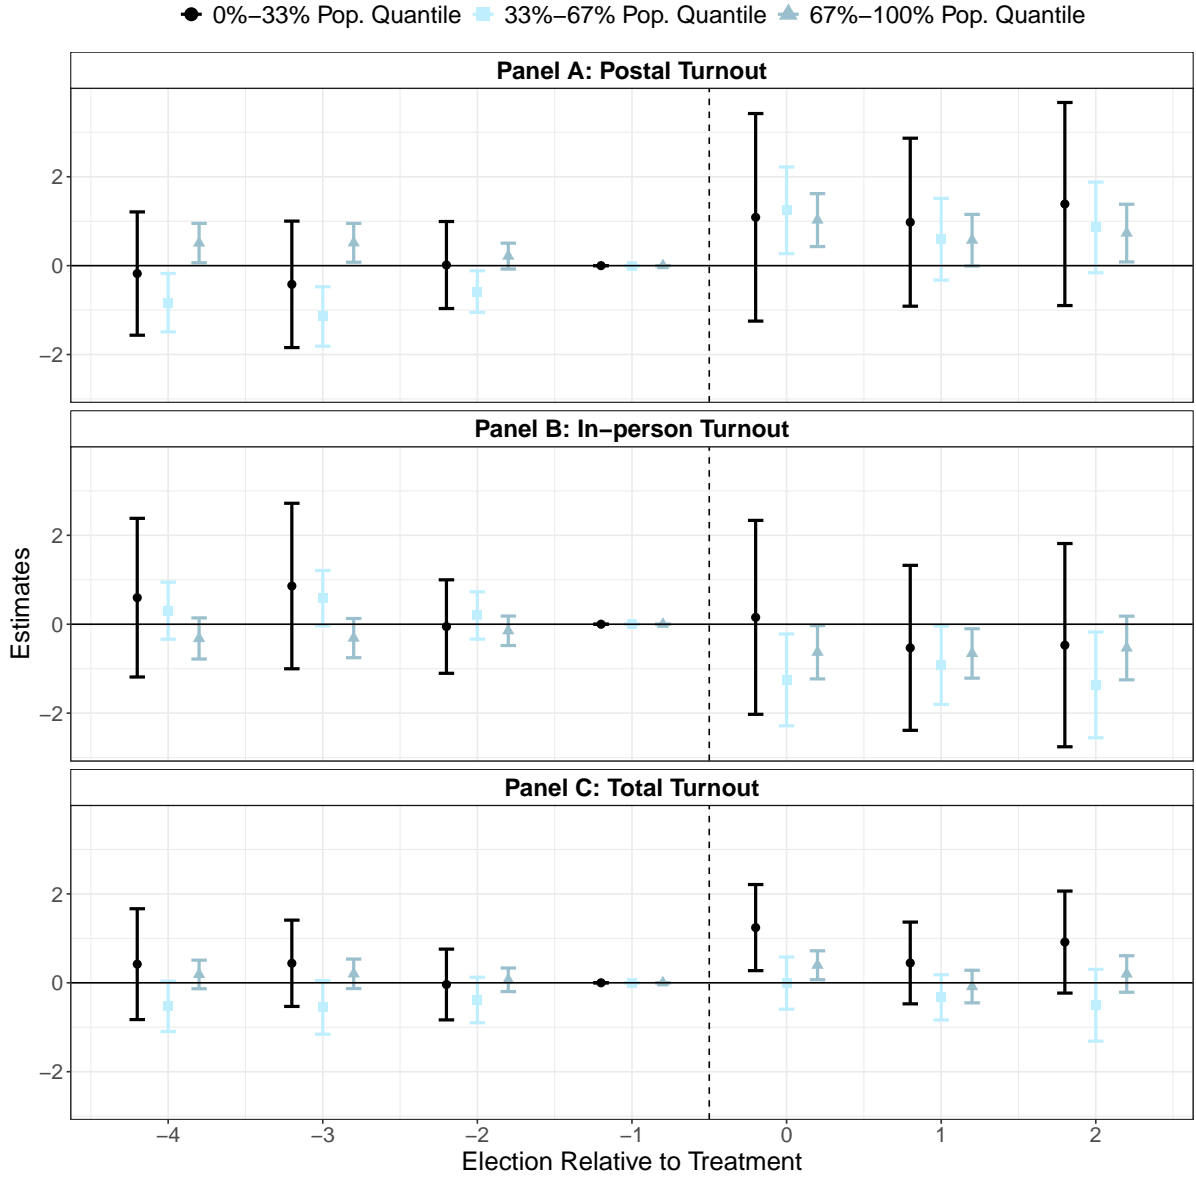 0%−33% Pop. Quantile 33%−67% Pop. Quantile 67%−100% Pop. Quantile
Panel A: Postal Turnout
2
0
−2
Panel B: In−person Turnout
2
0
−2
Estimates
Panel C: Total Turnout
2
0
−2
−4 −3 −2 −1 0 1 2
Election Relative to Treatment